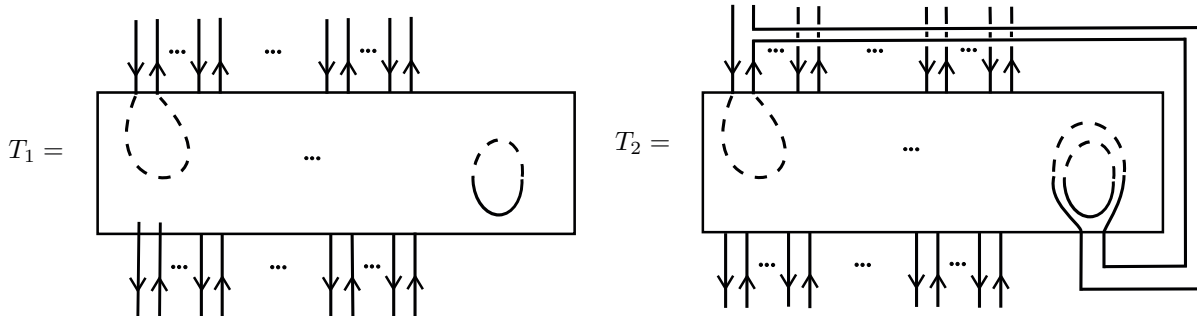 T₁ =
T₂ =